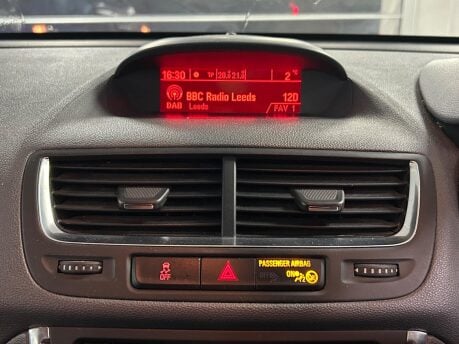 16:30 TP 2 °C
BBC Radio Leeds 12D
DAB Leeds FAV 1
PASSENGER AIRBAG
OFF OFF ON